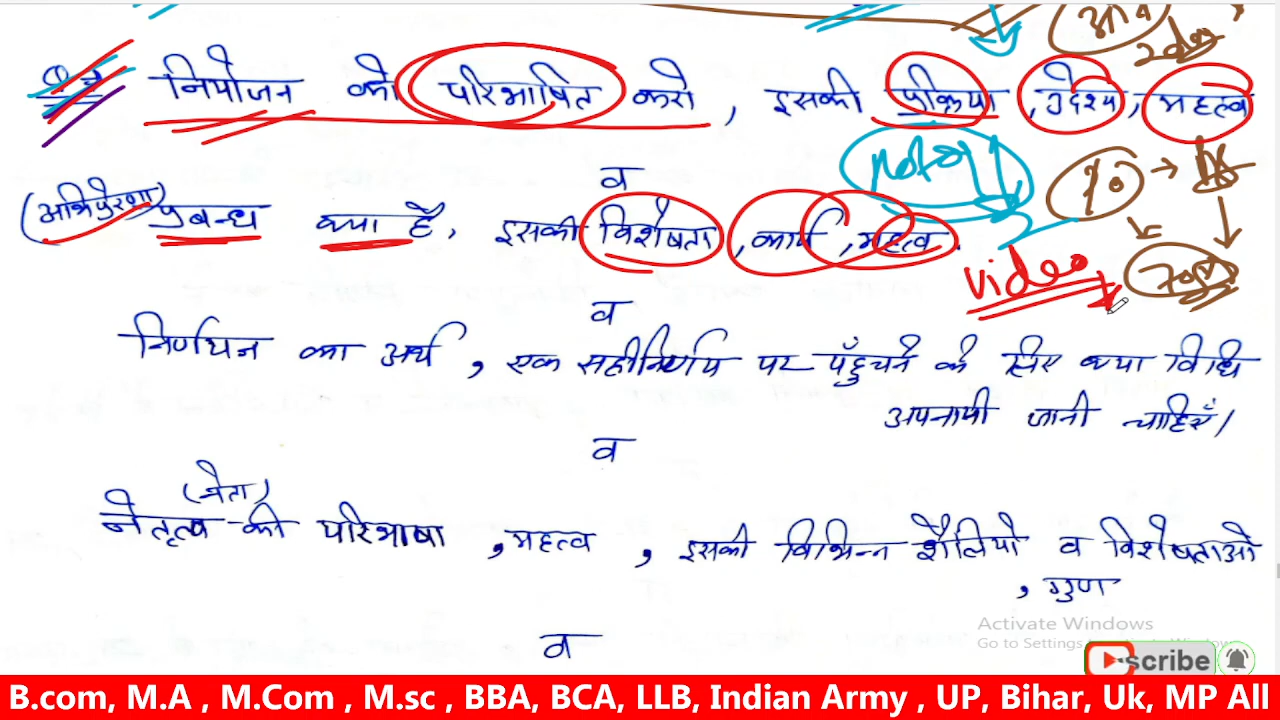 नियोजन को परिभाषित करो, इसकी प्रक्रिया, उद्देश्य, महत्व
notes
व
(अभिप्रेरणा) प्रबन्ध क्या है, इसकी विशेषता, कार्य, महत्व.
video
व
निर्णयन का अर्थ, एक सही निर्णय पर पहुँचने के लिए क्या विधि
अपनायी जानी चाहिएँ।
व
(नेता)
नेतृत्व की परिभाषा, महत्व, इसकी विभिन्न शैलियो व विशेषताओ
, गुण
व
Activate Windows
Go to Settings
scribe
B.com, M.A , M.Com , M.sc , BBA, BCA, LLB, Indian Army , UP, Bihar, Uk, MP All